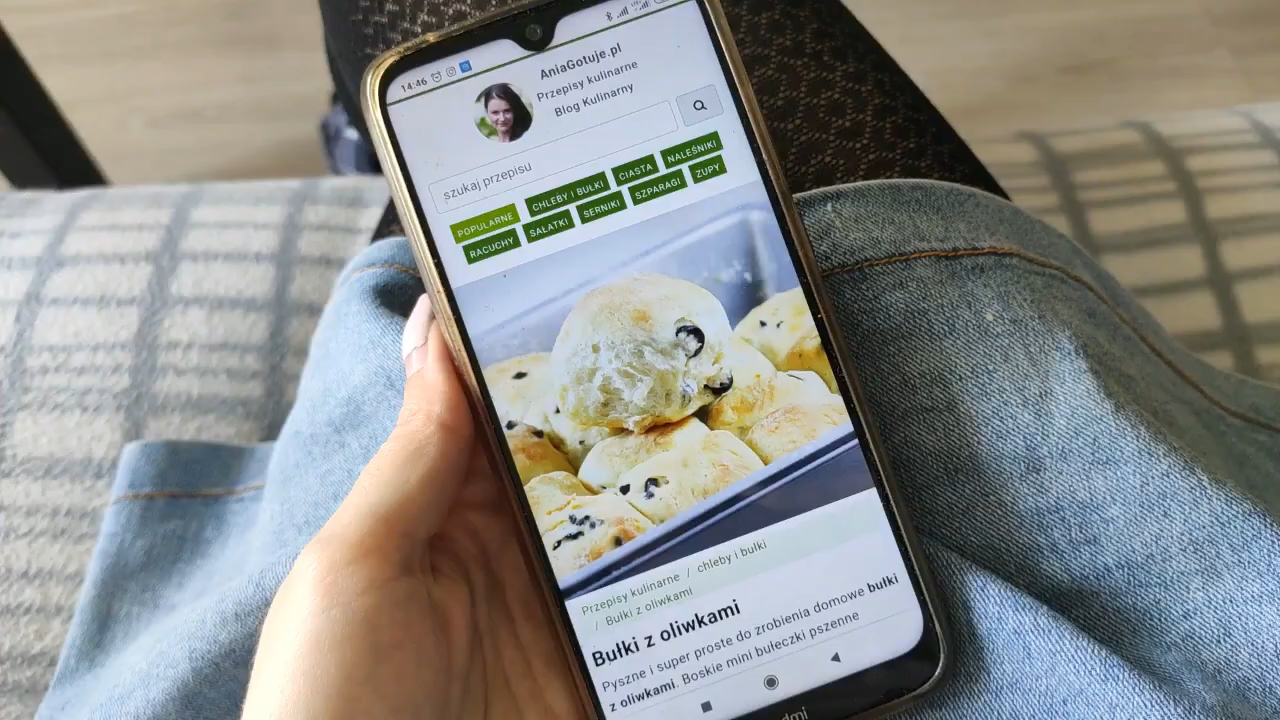 14:46
AniaGotuje.pl
Przepisy kulinarne
Blog Kulinarny
szukaj przepisu
POPULARNE CHLEBY I BUŁKI CIASTA NALEŚNIKI
RACUCHY SAŁATKI SERNIKI SZPARAGI ZUPY
Przepisy kulinarne / chleby i bułki
/ Bułki z oliwkami
Bułki z oliwkami
Pyszne i super proste do zrobienia domowe bułki
z oliwkami. Boskie mini bułeczki pszenne